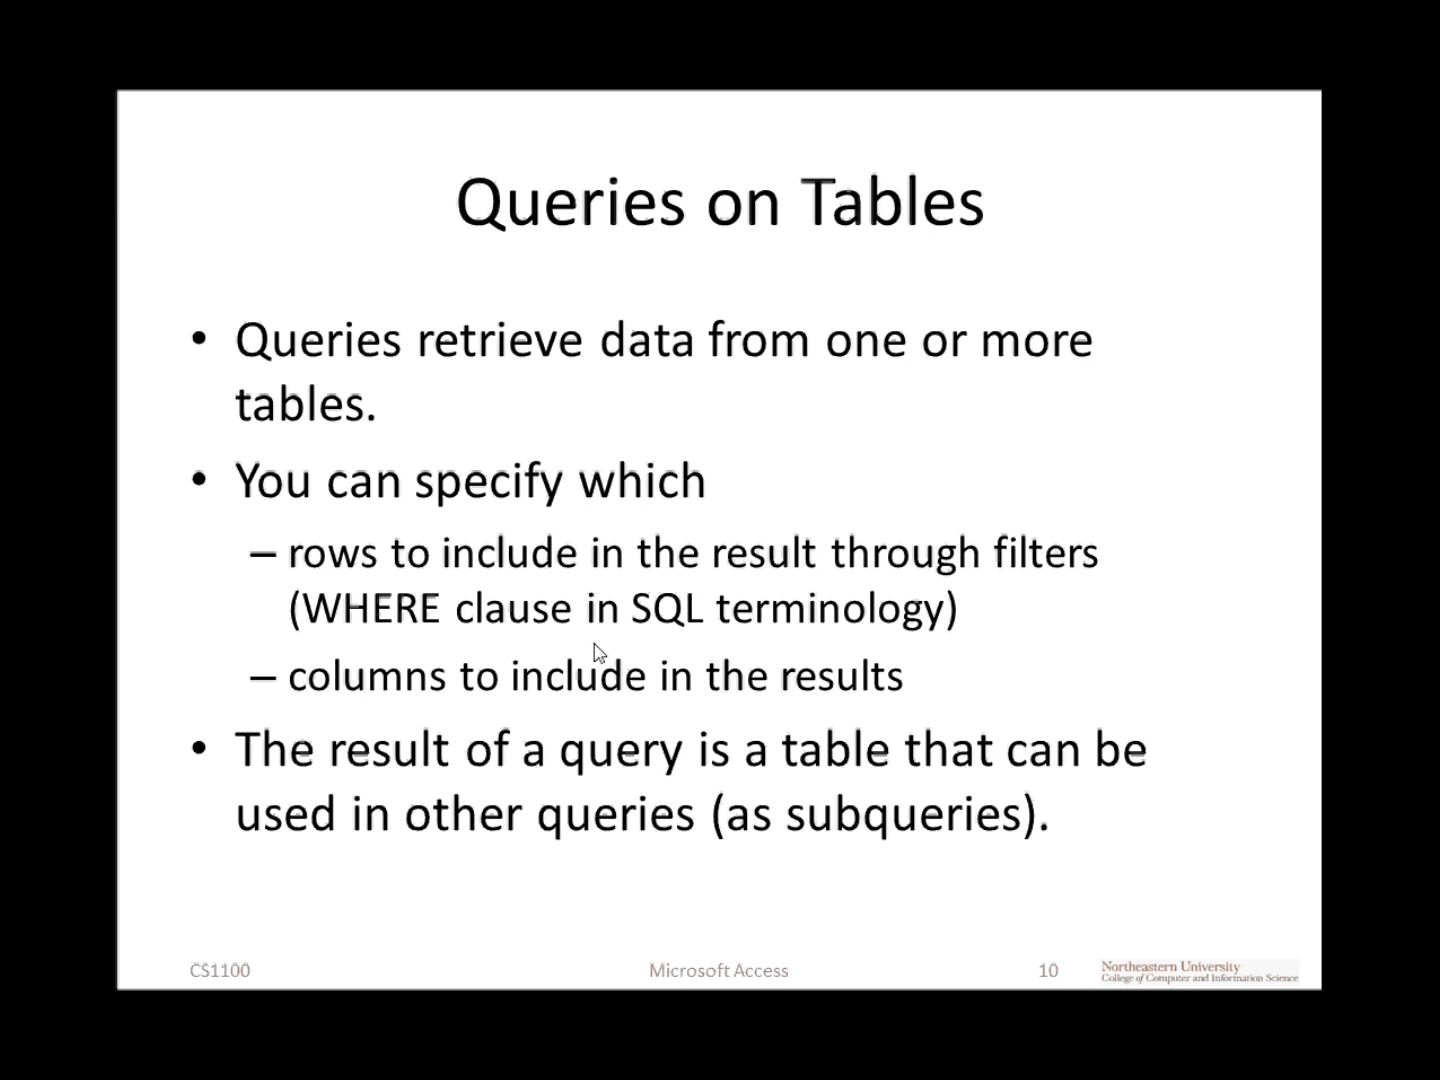 Queries on Tables
• Queries retrieve data from one or more
tables.
• You can specify which
– rows to include in the result through filters
(WHERE clause in SQL terminology)
– columns to include in the results
• The result of a query is a table that can be
used in other queries (as subqueries).
CS1100 Microsoft Access 10 Northeastern University
College of Computer and Information Science